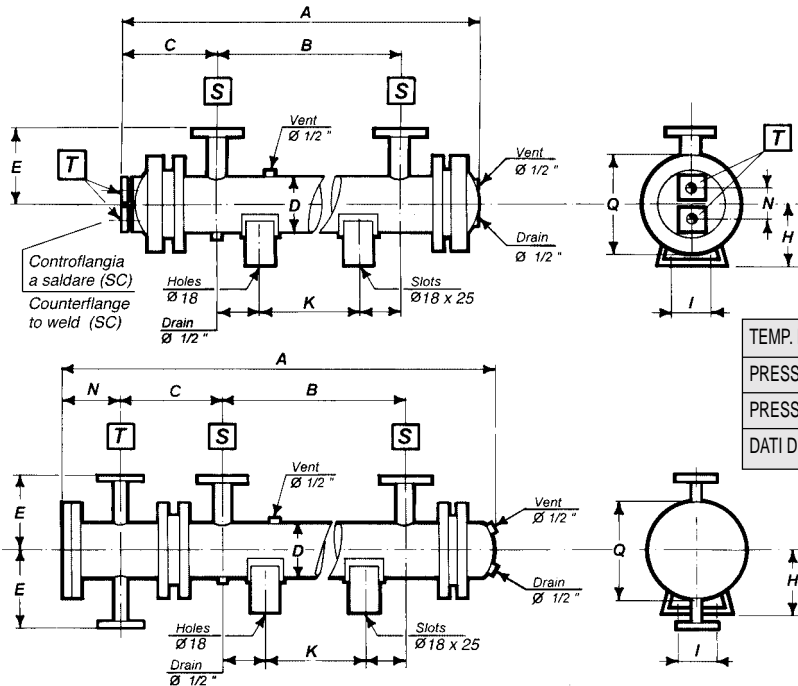 A
C
B
S
S
Vent
Ø 1/2 "
E
T
Vent
Ø 1/2 "
D
Drain
Ø 1/2 "
T
Q
N
H
I
Controflangia
a saldare (SC)
Counterflange
to weld (SC)
Holes
Ø 18
K
Slots
Ø18 x 25
Drain
Ø 1/2 "
TEMP.
PRESS
PRESS
DATI D
A
N
C
B
T
S
S
Vent
Ø 1/2 "
E
Vent
Ø 1/2 "
D
E
Drain
Ø 1/2 "
Q
H
I
Holes
Ø18
K
Slots
Ø18 x 25
Drain
Ø 1/2 "